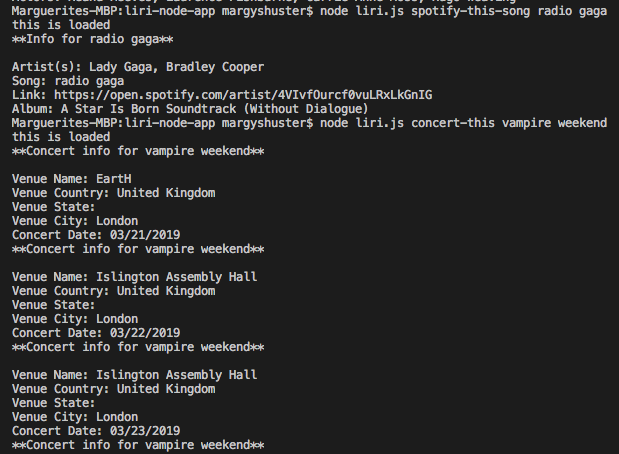 Marguerites-MBP:liri-node-app margyshuster$ node liri.js spotify-this-song radio gaga
this is loaded
**Info for radio gaga**
Artist(s): Lady Gaga, Bradley Cooper
Song: radio gaga
Link: https://open.spotify.com/artist/4VIvfOurcf0vuLRxLkGnIG
Album: A Star Is Born Soundtrack (Without Dialogue)
Marguerites-MBP:liri-node-app margyshuster$ node liri.js concert-this vampire weekend
this is loaded
**Concert info for vampire weekend**
Venue Name: EartH
Venue Country: United Kingdom
Venue State:
Venue City: London
Concert Date: 03/21/2019
**Concert info for vampire weekend**
Venue Name: Islington Assembly Hall
Venue Country: United Kingdom
Venue State:
Venue City: London
Concert Date: 03/22/2019
**Concert info for vampire weekend**
Venue Name: Islington Assembly Hall
Venue Country: United Kingdom
Venue State:
Venue City: London
Concert Date: 03/23/2019
**Concert info for vampire weekend**